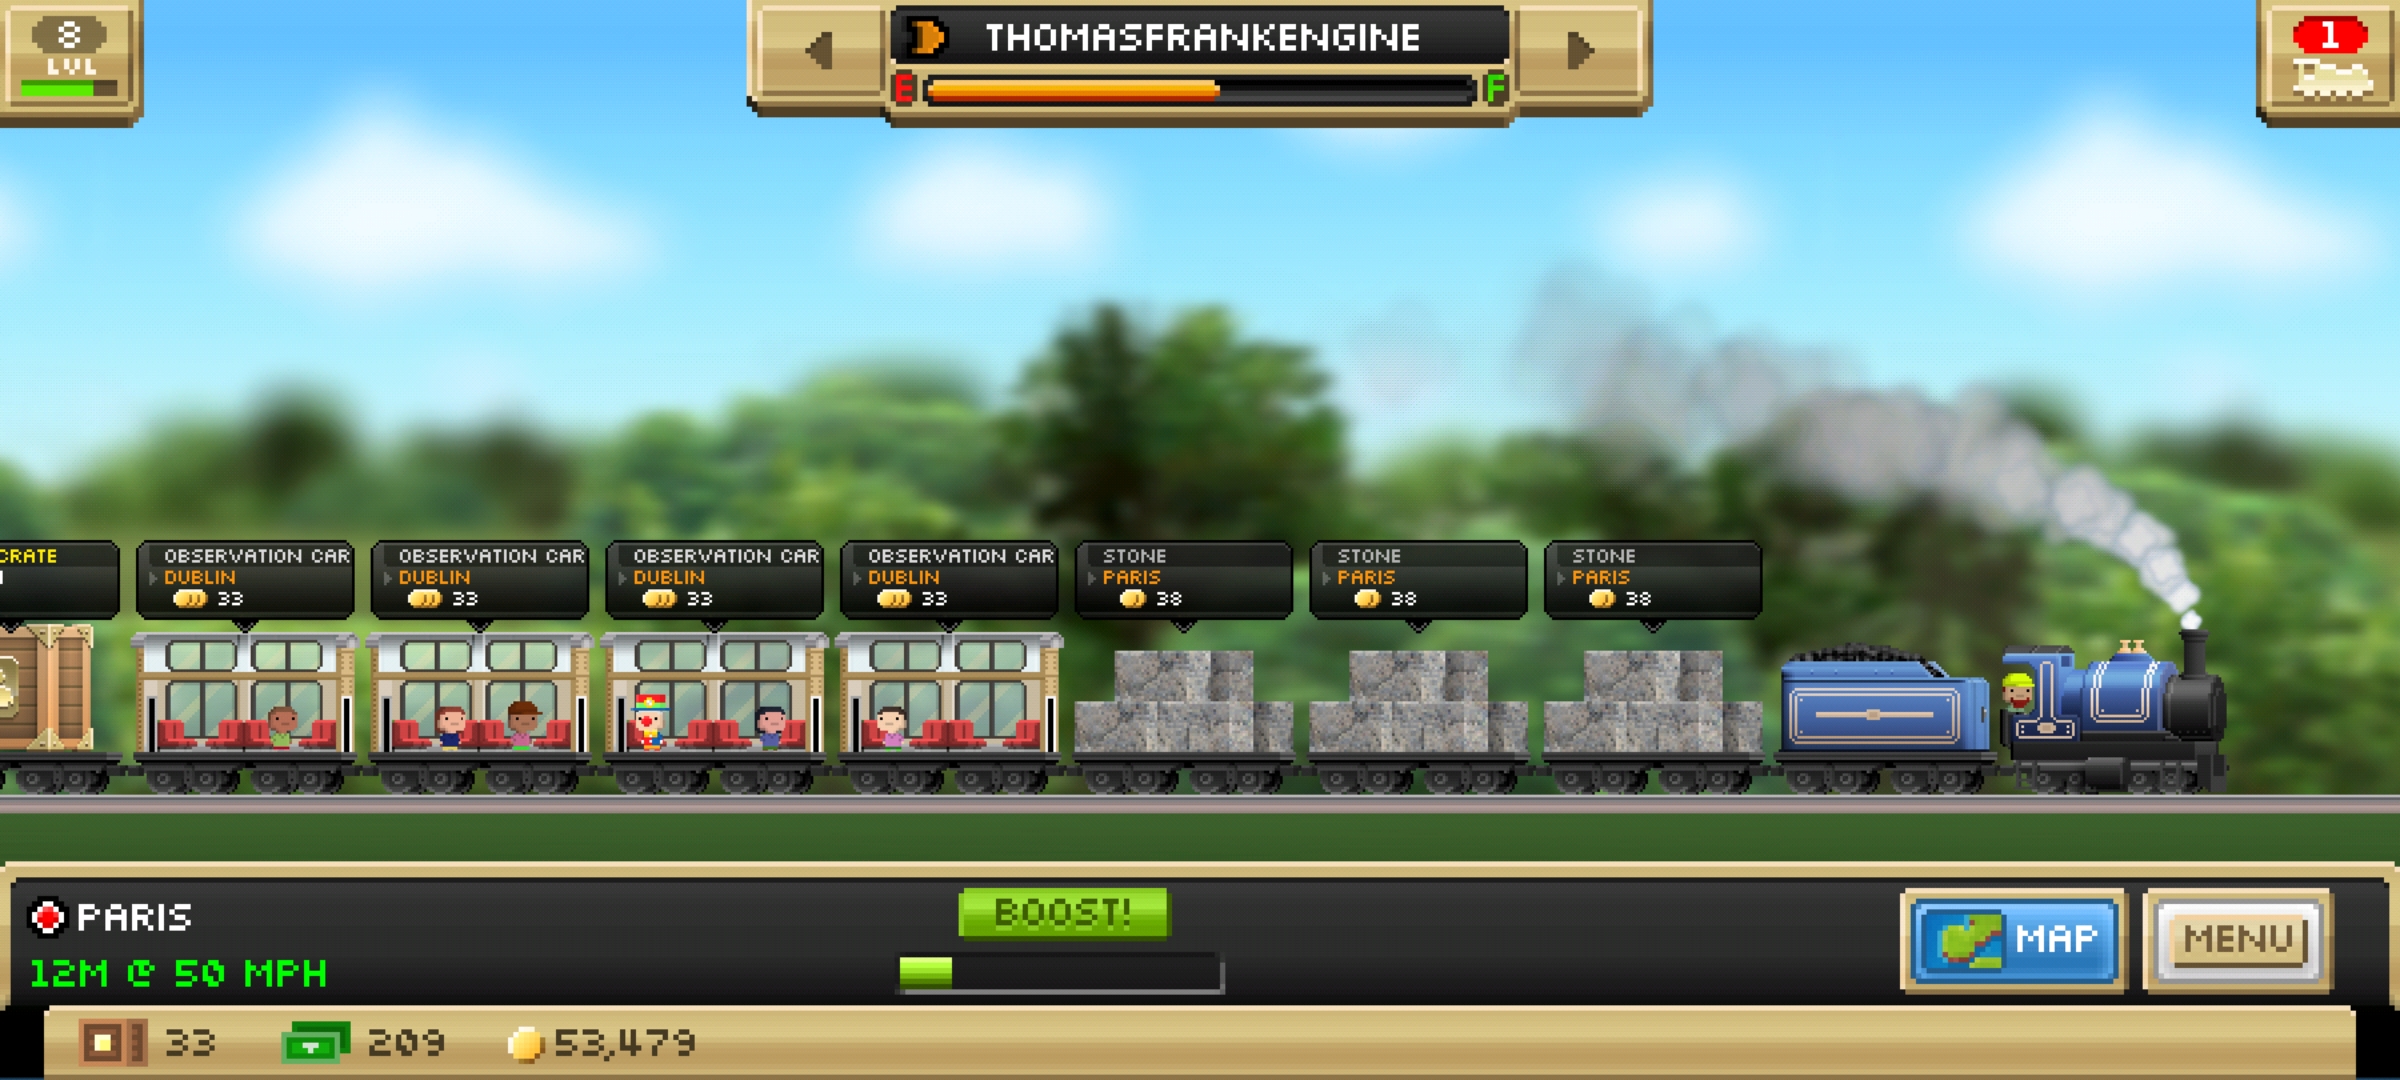 8
LVL
THOMASFRANKENGINE
E F
1
CRATE
OBSERVATION CAR
DUBLIN
33
OBSERVATION CAR
DUBLIN
33
OBSERVATION CAR
DUBLIN
33
OBSERVATION CAR
DUBLIN
33
STONE
PARIS
38
STONE
PARIS
38
STONE
PARIS
38
PARIS
12M @ 50 MPH
BOOST!
MAP
MENU
33
209
53,479